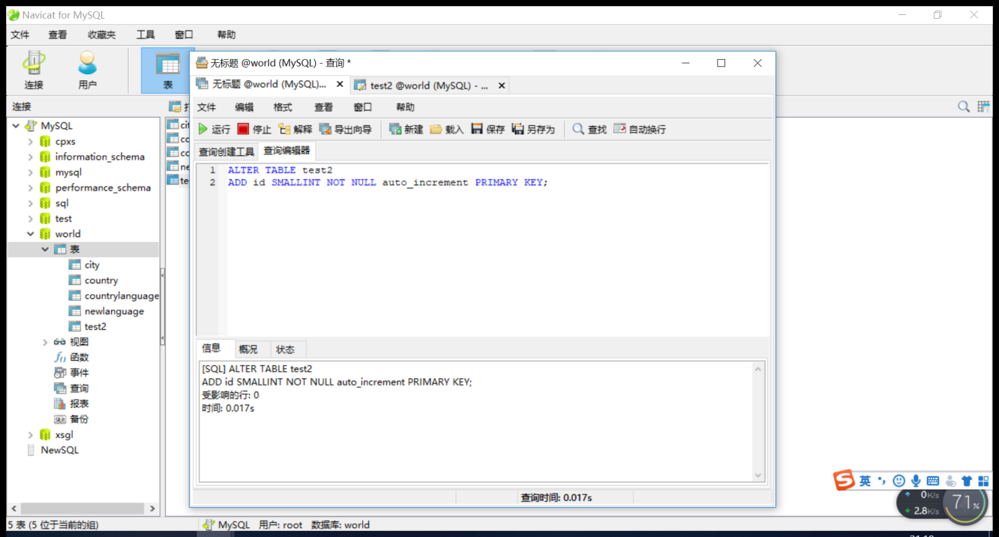 Navicat for MySQL
文件 查看 收藏夹 工具 窗口 帮助
连接 用户 表
无标题 @world (MySQL) - 查询 *
无标题 @world (MySQL)... test2 @world (MySQL) - ...
文件 编辑 格式 查看 窗口 帮助
运行 停止 解释 导出向导 新建 载入 保存 另存为 查找 自动换行
查询创建工具 查询编辑器
1 ALTER TABLE test2
2 ADD id SMALLINT NOT NULL auto_increment PRIMARY KEY;
信息 概况 状态
[SQL] ALTER TABLE test2
ADD id SMALLINT NOT NULL auto_increment PRIMARY KEY;
受影响的行: 0
时间: 0.017s
查询时间: 0.017s
连接
MySQL
cpxs
information_schema
mysql
performance_schema
sql
test
world
表
city
country
countrylanguage
newlanguage
test2
视图
函数
事件
查询
报表
备份
xsgl
NewSQL
英
0K/s
2.8K/s
71%
5 表 (5 位于当前的组) MySQL 用户: root 数据库: world